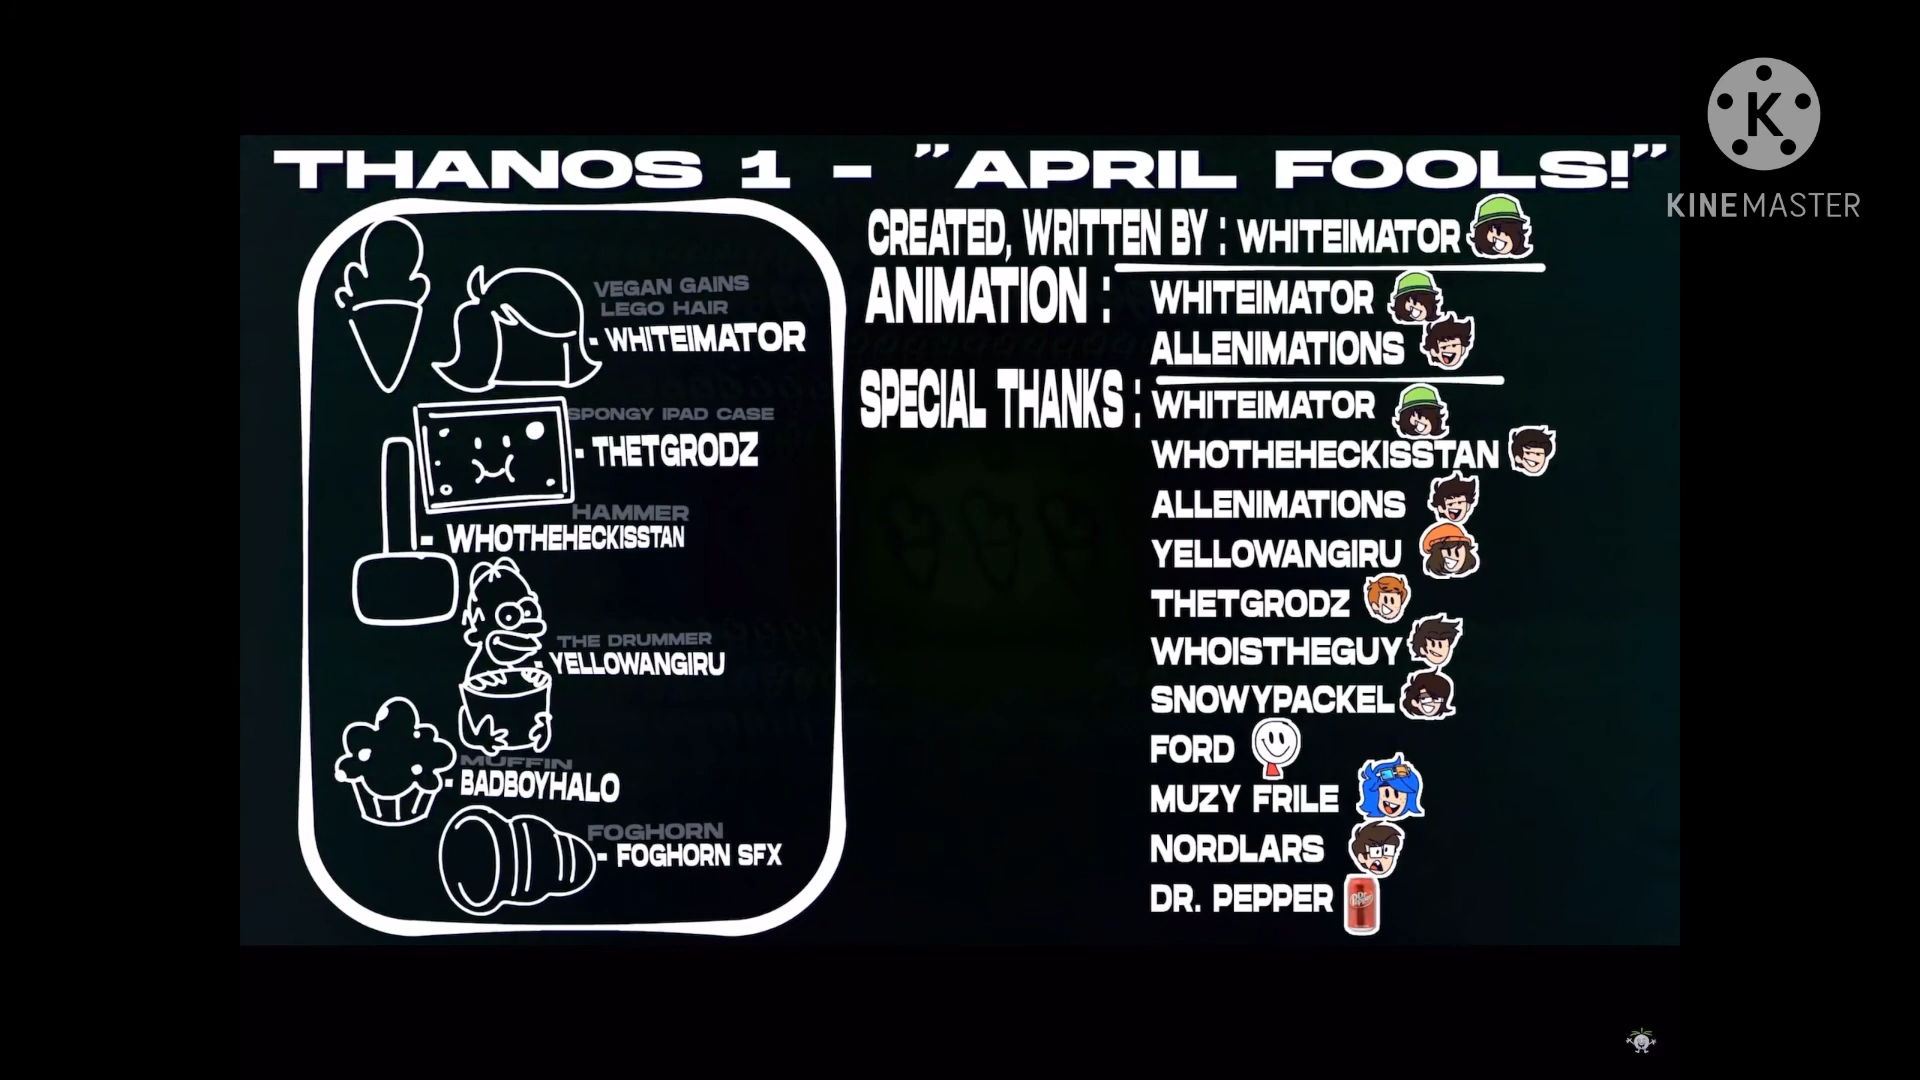 THANOS 1 - "APRIL FOOLS!"
VEGAN GAINS
LEGO HAIR
- WHITEIMATOR
SPONGY IPAD CASE
- THETGRODZ
HAMMER
- WHOTHEHECKISSTAN
THE DRUMMER
- YELLOWANGIRU
MUFFIN
- BADBOYHALO
FOGHORN
- FOGHORN SFX
CREATED, WRITTEN BY : WHITEIMATOR
ANIMATION : WHITEIMATOR
ALLENIMATIONS
SPECIAL THANKS : WHITEIMATOR
WHOTHEHECKISSTAN
ALLENIMATIONS
YELLOWANGIRU
THETGRODZ
WHOISTHEGUY
SNOWYPACKEL
FORD
MUZY FRILE
NORDLARS
DR. PEPPER
Dr Pepper
K
KINEMASTER